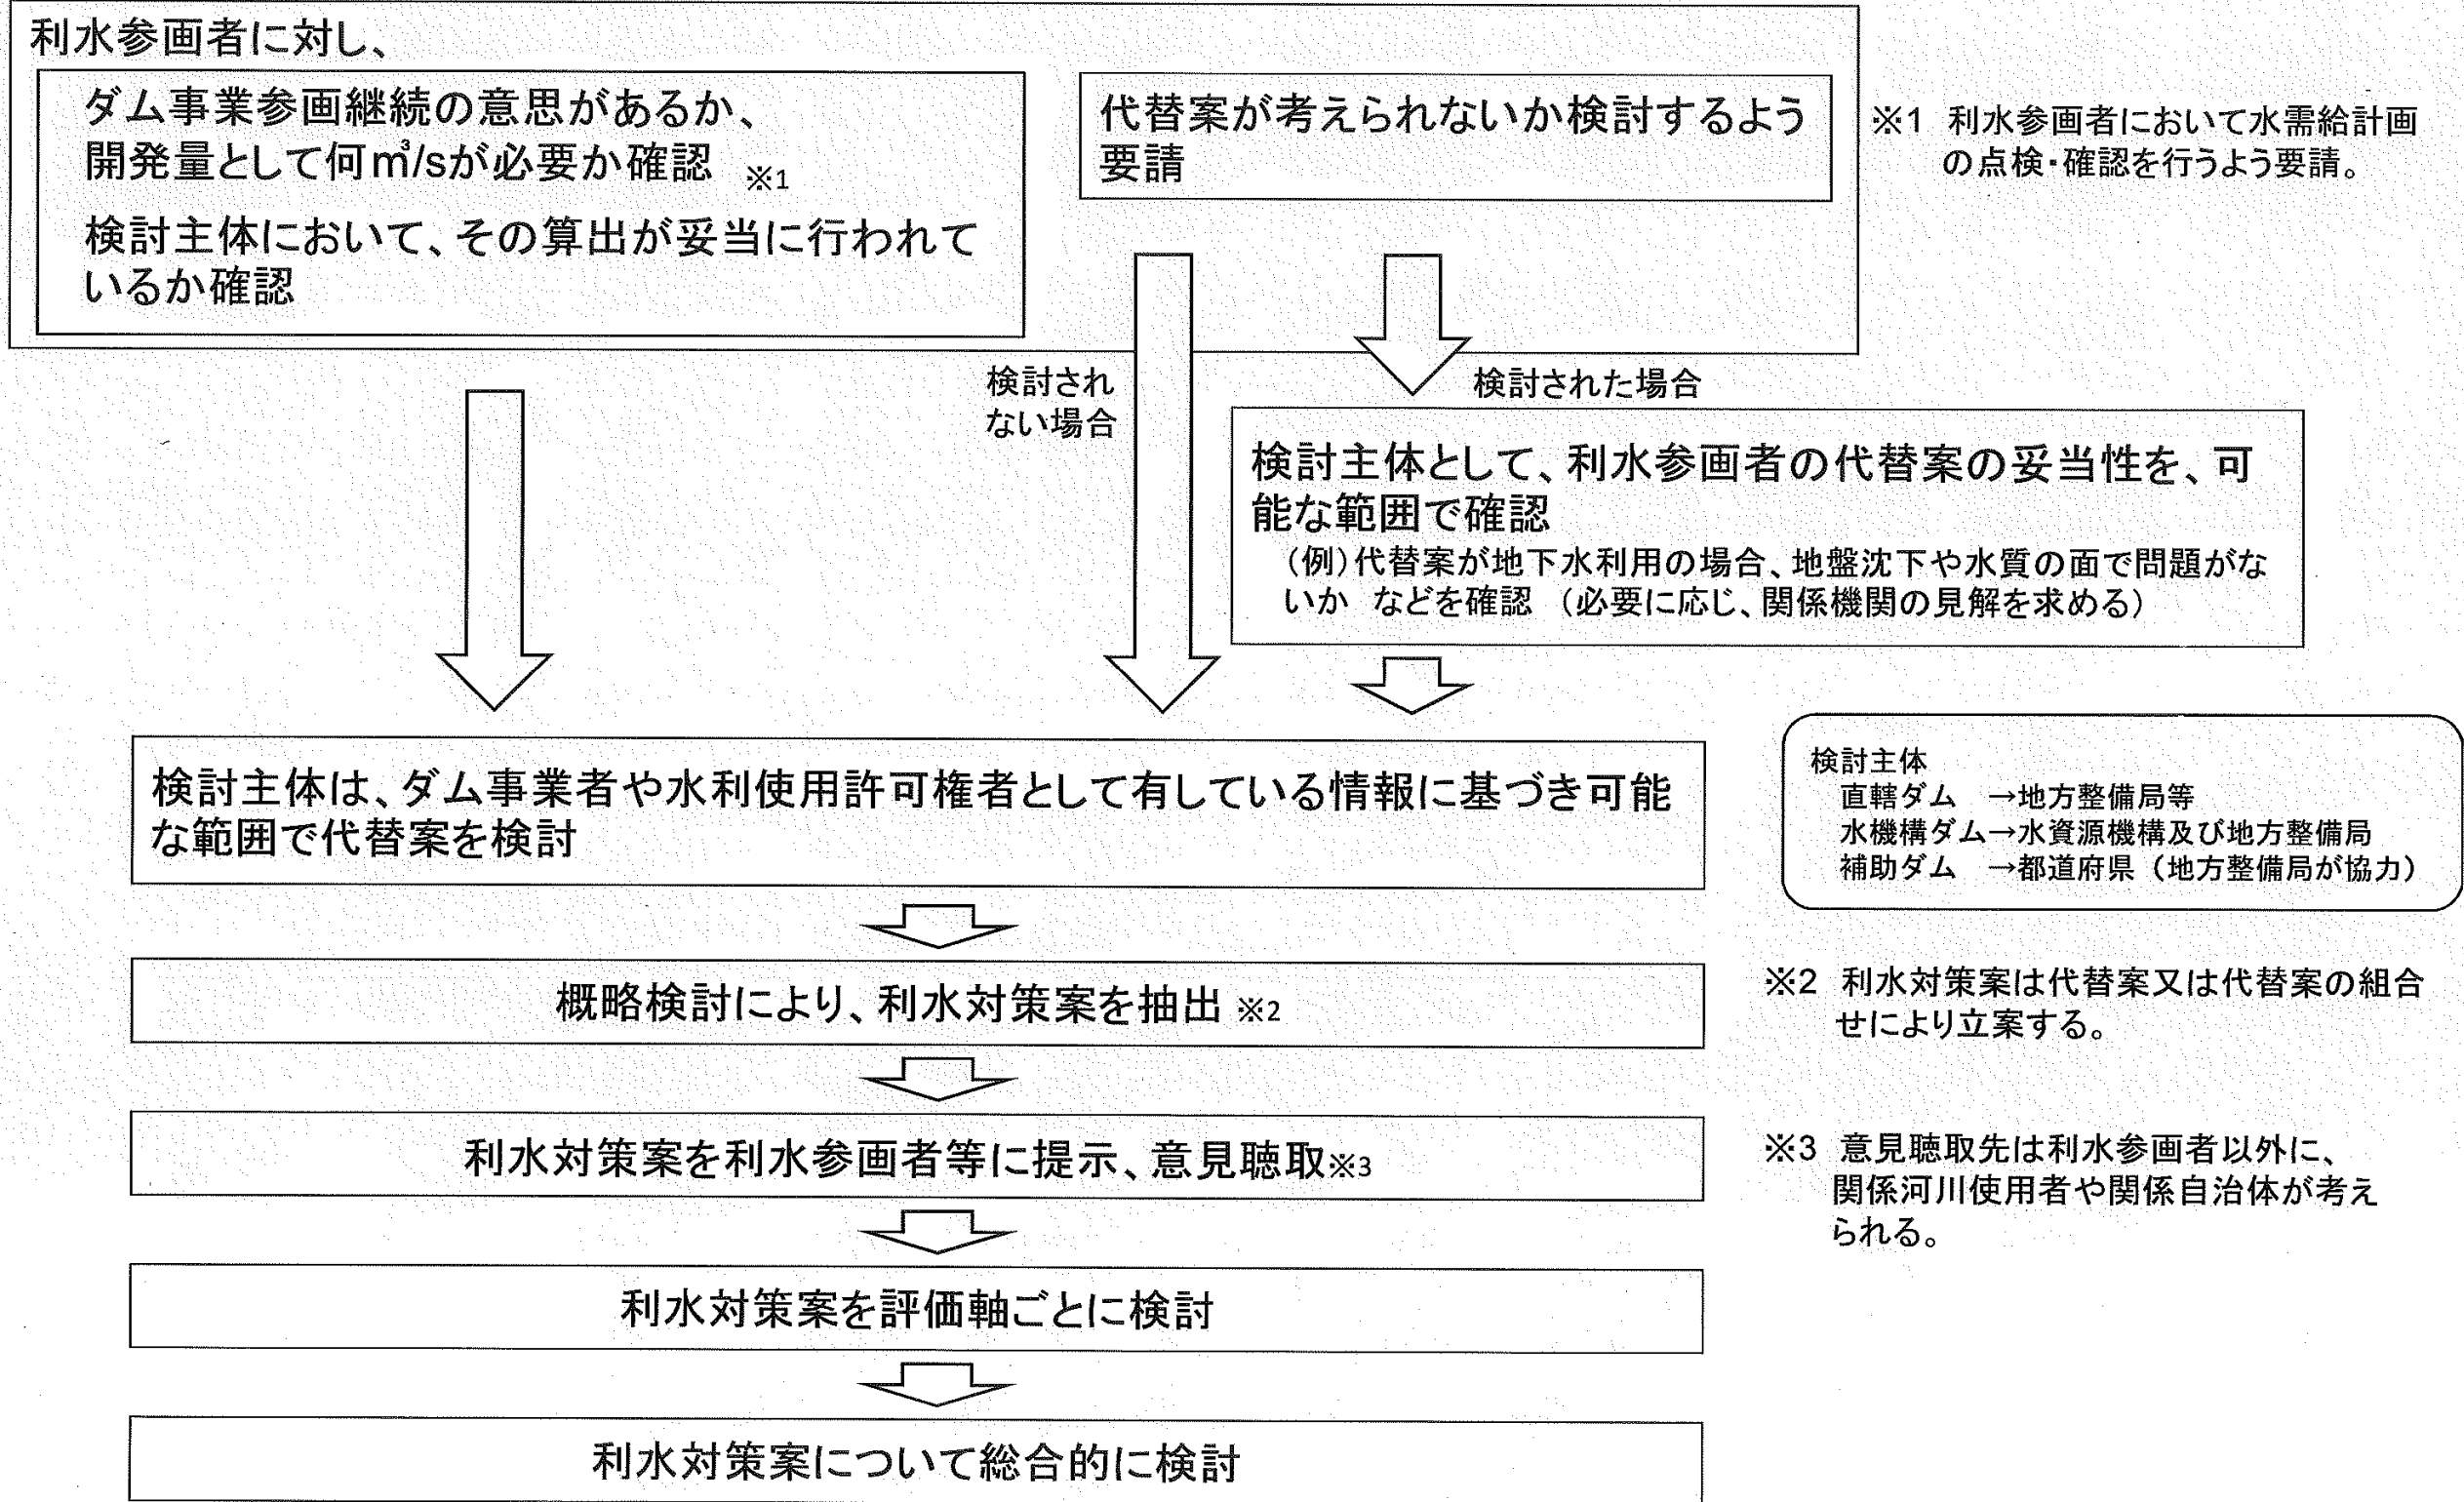 利水参画者に対し、
ダム事業参画継続の意思があるか、
開発量として何㎥/sが必要か確認 ※1
検討主体において、その算出が妥当に行われて
いるか確認
代替案が考えられないか検討するよう
要請
※1 利水参画者において水需給計画
の点検・確認を行うよう要請。
検討され
ない場合
検討された場合
検討主体として、利水参画者の代替案の妥当性を、可
能な範囲で確認
（例）代替案が地下水利用の場合、地盤沈下や水質の面で問題がな
いか などを確認 （必要に応じ、関係機関の見解を求める）
検討主体は、ダム事業者や水利使用許可権者として有している情報に基づき可能
な範囲で代替案を検討
検討主体
直轄ダム →地方整備局等
水機構ダム→水資源機構及び地方整備局
補助ダム →都道府県（地方整備局が協力）
概略検討により、利水対策案を抽出 ※2
※2 利水対策案は代替案又は代替案の組合
せにより立案する。
利水対策案を利水参画者等に提示、意見聴取※3
※3 意見聴取先は利水参画者以外に、
関係河川使用者や関係自治体が考え
られる。
利水対策案を評価軸ごとに検討
利水対策案について総合的に検討